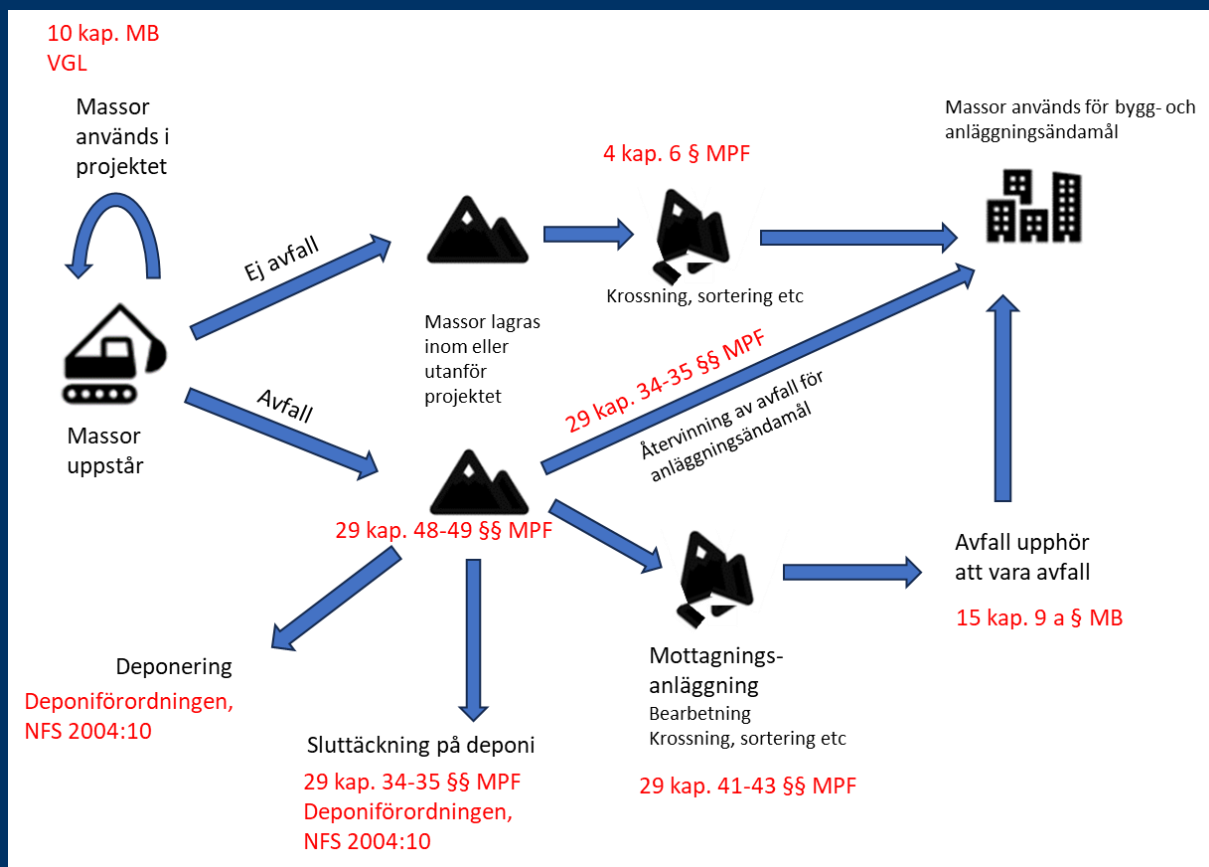 10 kap. MB
VGL
Massor
används i
projektet
Massor
uppstår
Ej avfall
Avfall
Massor lagras
inom eller
utanför
projektet
4 kap. 6 § MPF
Krossning, sortering etc
Massor används för bygg- och
anläggningsändamål
29 kap. 34-35 §§ MPF
Återvinning av avfall för
anläggningsändamål
29 kap. 48-49 §§ MPF
Avfall upphör
att vara avfall
15 kap. 9 a § MB
Mottagnings-
anläggning
Bearbetning
Krossning, sortering etc
29 kap. 41-43 §§ MPF
Deponering
Deponiförordningen,
NFS 2004:10
Sluttäckning på deponi
29 kap. 34-35 §§ MPF
Deponiförordningen,
NFS 2004:10